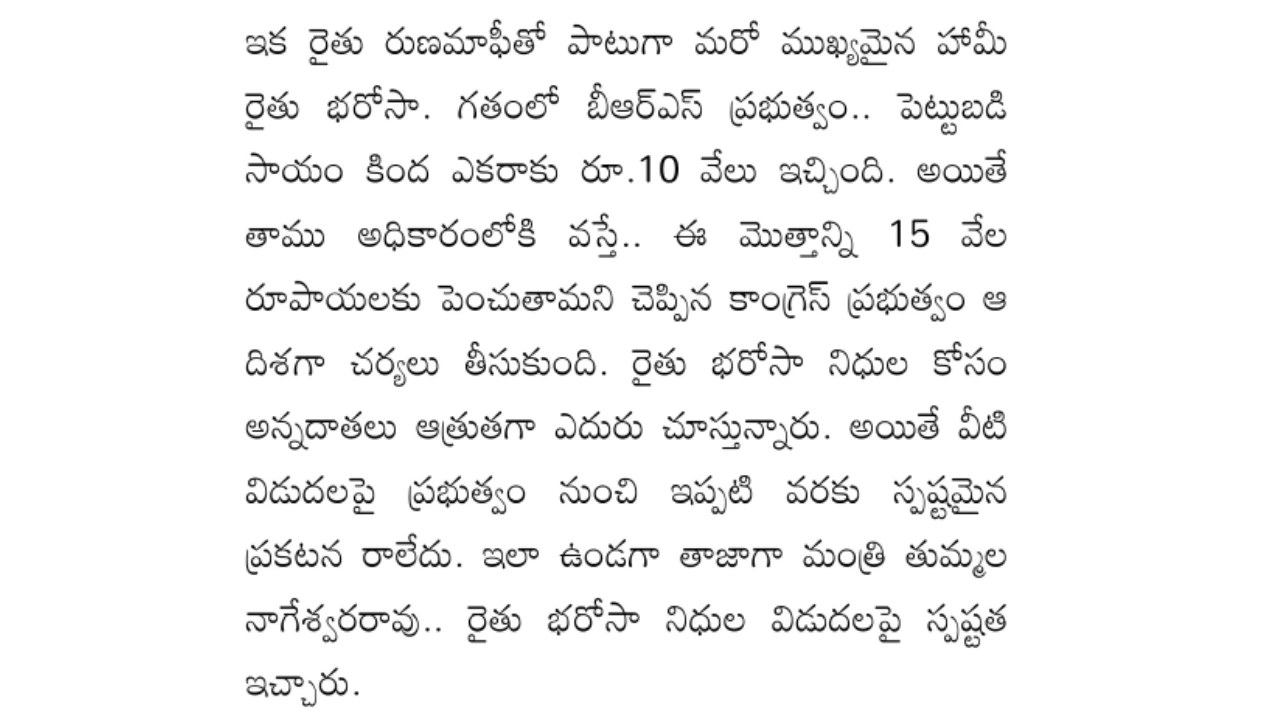 ఇక రైతు రుణమాఫీతో పాటుగా మరో ముఖ్యమైన హామీ
రైతు భరోసా. గతంలో బీఆర్ఎస్ ప్రభుత్వం.. పెట్టుబడి
సాయం కింద ఎకరాకు రూ.10 వేలు ఇచ్చింది. అయితే
తాము అధికారంలోకి వస్తే.. ఈ మొత్తాన్ని 15 వేల
రూపాయలకు పెంచుతామని చెప్పిన కాంగ్రెస్ ప్రభుత్వం ఆ
దిశగా చర్యలు తీసుకుంది. రైతు భరోసా నిధుల కోసం
అన్నదాతలు ఆత్రుతగా ఎదురు చూస్తున్నారు. అయితే వీటి
విడుదలపై ప్రభుత్వం నుంచి ఇప్పటి వరకు స్పష్టమైన
ప్రకటన రాలేదు. ఇలా ఉండగా తాజాగా మంత్రి తుమ్మల
నాగేశ్వరరావు.. రైతు భరోసా నిధుల విడుదలపై స్పష్టత
ఇచ్చారు.